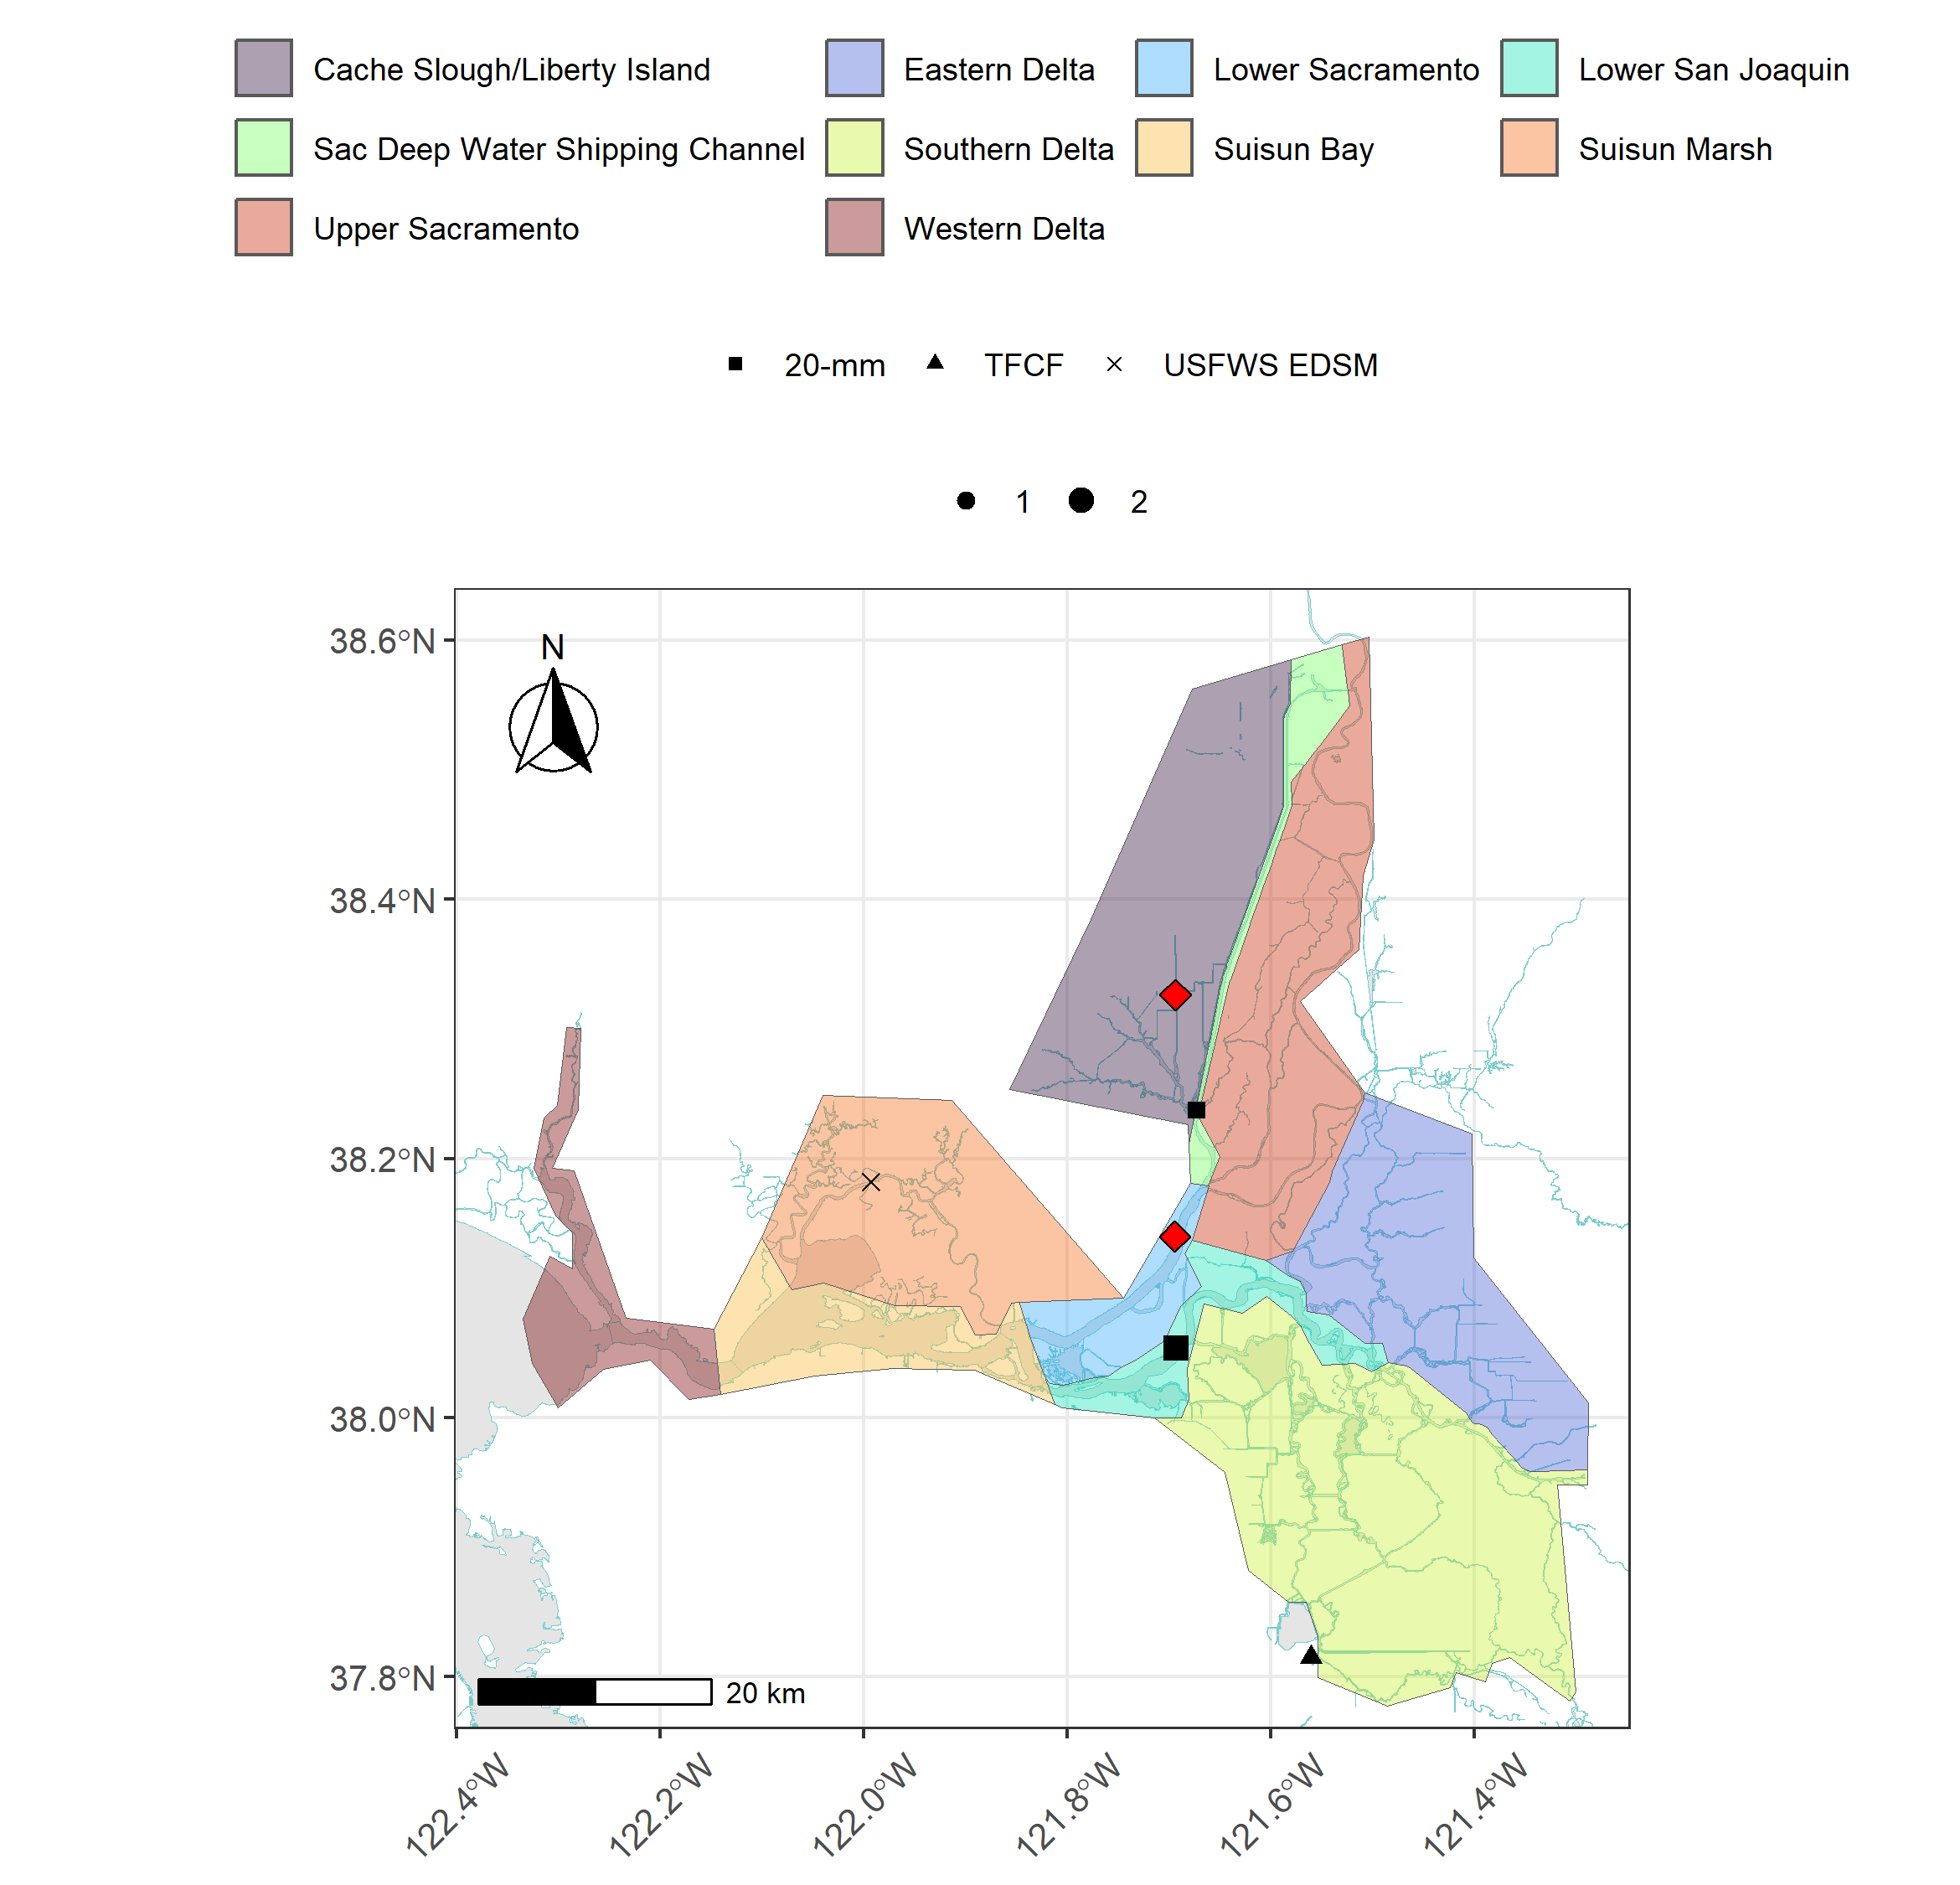 Cache Slough/Liberty Island Eastern Delta Lower Sacramento Lower San Joaquin
Sac Deep Water Shipping Channel Southern Delta Suisun Bay Suisun Marsh
Upper Sacramento Western Delta
20-mm TFCF USFWS EDSM
1 2
38.6°N
N
38.4°N
38.2°N
38.0°N
37.8°N
20 km
122.4°W 122.2°W 122.0°W 121.8°W 121.6°W 121.4°W